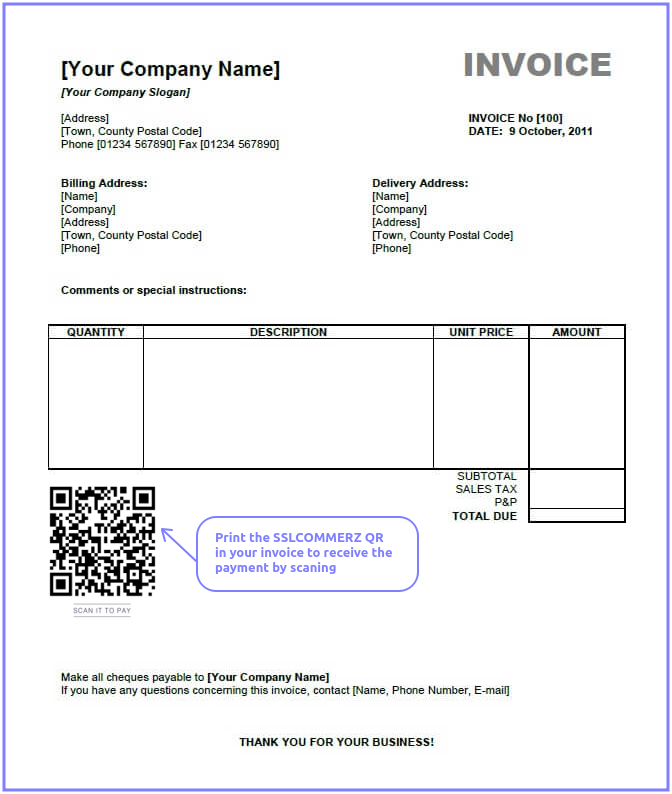 [Your Company Name]
INVOICE
[Your Company Slogan]
[Address]
[Town, County Postal Code]
Phone [01234 567890] Fax [01234 567890]
INVOICE No [100]
DATE: 9 October, 2011
Billing Address:
[Name]
[Company]
[Address]
[Town, County Postal Code]
[Phone]
Delivery Address:
[Name]
[Company]
[Address]
[Town, County Postal Code]
[Phone]
Comments or special instructions:
QUANTITY DESCRIPTION UNIT PRICE AMOUNT
SUBTOTAL
SALES TAX
P&P
TOTAL DUE
Print the SSLCOMMERZ QR
in your invoice to receive the
payment by scaning
SCAN IT TO PAY
Make all cheques payable to [Your Company Name]
If you have any questions concerning this invoice, contact [Name, Phone Number, E-mail]
THANK YOU FOR YOUR BUSINESS!